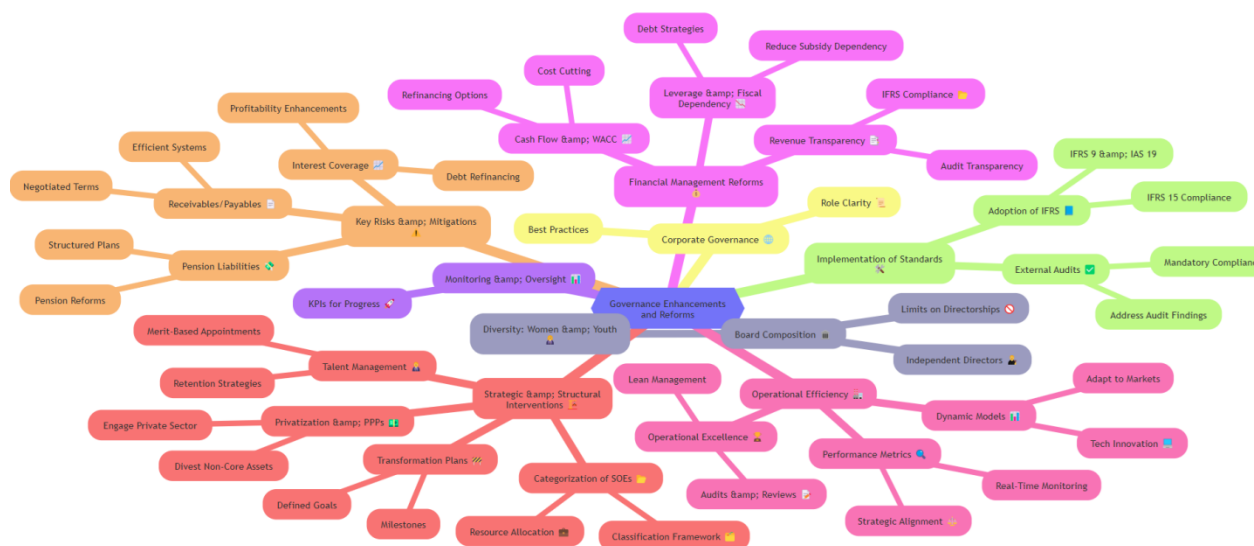 Debt Strategies
Reduce Subsidy Dependency
Cost Cutting
Leverage &amp; Fiscal
Dependency
Refinancing Options
IFRS Compliance
Profitability Enhancements
Cash Flow &amp; WACC
Revenue Transparency
Efficient Systems
Interest Coverage
Audit Transparency
IFRS 9 &amp; IAS 19
Debt Refinancing
Financial Management Reforms
Negotiated Terms
Receivables/Payables
IFRS 15 Compliance
Role Clarity
Adoption of IFRS
Key Risks &amp; Mitigations
Best Practices
Corporate Governance
Structured Plans
Implementation of Standards
Mandatory Compliance
Pension Liabilities
External Audits
Monitoring &amp; Oversight
Pension Reforms
KPIs for Progress
Governance Enhancements
and Reforms
Limits on Directorships
Address Audit Findings
Merit-Based Appointments
Diversity: Women &amp; Youth
Board Composition
Talent Management
Independent Directors
Retention Strategies
Lean Management
Adapt to Markets
Strategic &amp; Structural
Interventions
Operational Efficiency
Dynamic Models
Engage Private Sector
Privatization &amp; PPPs
Operational Excellence
Tech Innovation
Transformation Plans
Performance Metrics
Divest Non-Core Assets
Categorization of SOEs
Real-Time Monitoring
Audits &amp; Reviews
Defined Goals
Milestones
Strategic Alignment
Resource Allocation
Classification Framework